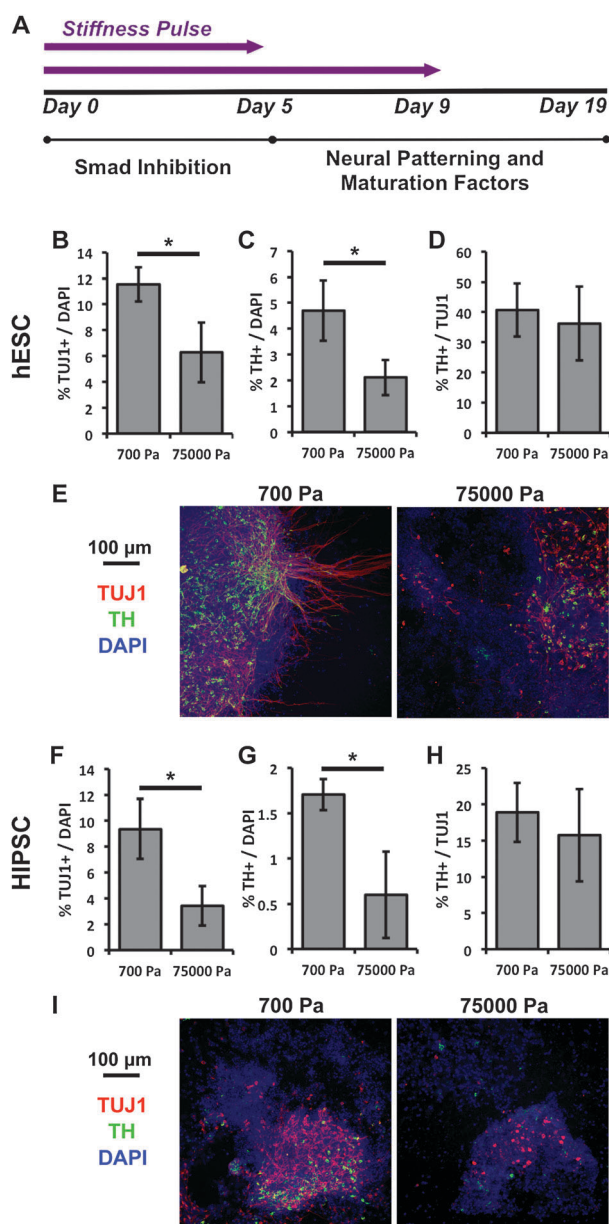 A
Stiffness Pulse
Day 0 Day 5 Day 9 Day 19
Smad Inhibition
Neural Patterning and
Maturation Factors
hESC
B
% TUJ1+ / DAPI
14
12
10
8
6
4
2
0
*
700 Pa 75000 Pa
C
% TH+ / DAPI
7
6
5
4
3
2
1
0
*
700 Pa 75000 Pa
D
% TH+ / TUJ1
60
50
40
30
20
10
0
700 Pa 75000 Pa
E
700 Pa 75000 Pa
100 µm
TUJ1
TH
DAPI
HIPSC
F
% TUJ1+ / DAPI
14
12
10
8
6
4
2
0
*
700 Pa 75000 Pa
G
% TH+ / DAPI
2
1.5
1
0.5
0
*
700 Pa 75000 Pa
H
% TH+ / TUJ1
25
20
15
10
5
0
700 Pa 75000 Pa
I
700 Pa 75000 Pa
100 µm
TUJ1
TH
DAPI